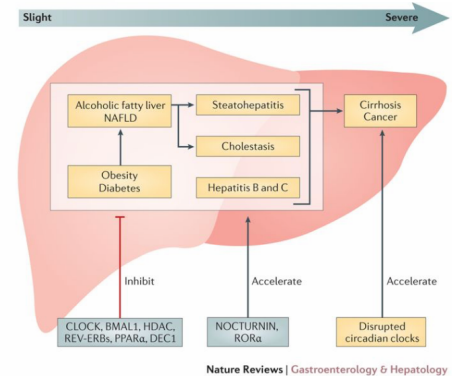 Slight
Severe
Alcoholic fatty liver
NAFLD
Steatohepatitis
Cirrhosis
Cancer
Cholestasis
Obesity
Diabetes
Hepatitis B and C
Inhibit
Accelerate
Accelerate
CLOCK, BMAL1, HDAC,
REV-ERBs, PPARα, DEC1
NOCTURNIN,
RORα
Disrupted
circadian clocks
Nature Reviews | Gastroenterology & Hepatology